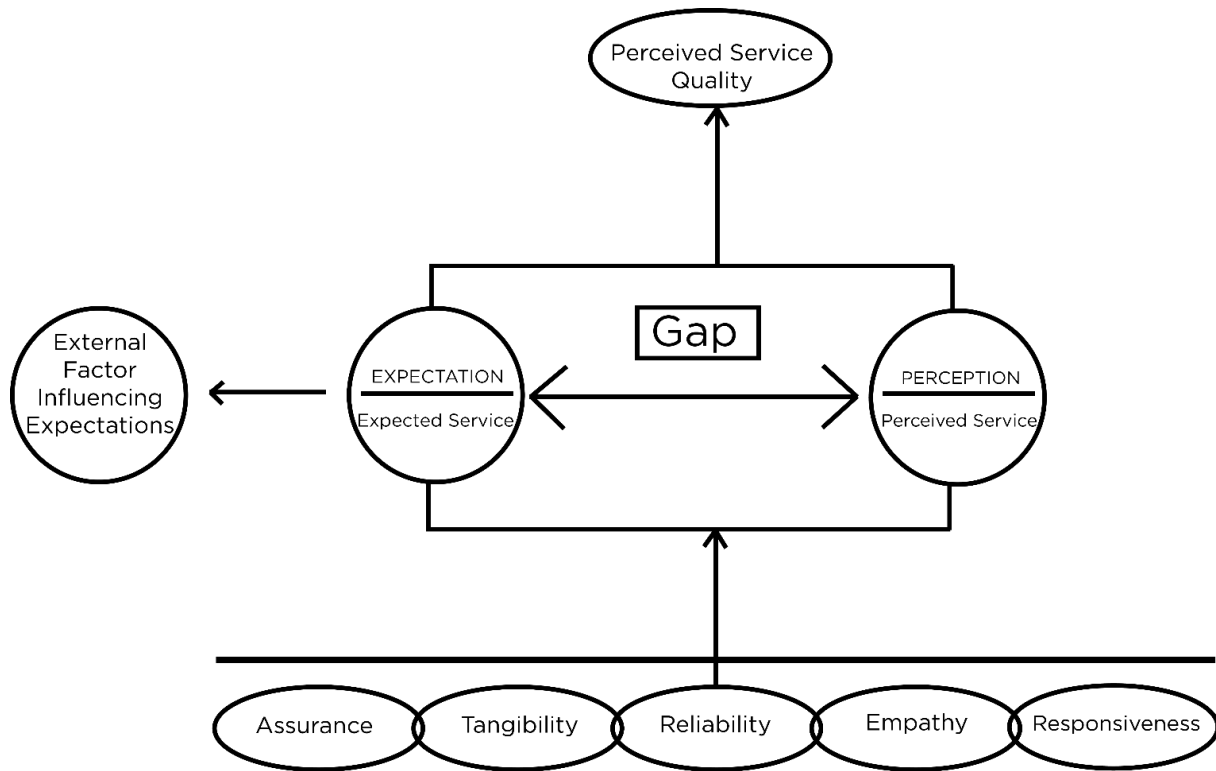 Perceived Service
Quality
Gap
External
Factor
Influencing
Expectations
EXPECTATION
Expected Service
PERCEPTION
Perceived Service
Assurance
Tangibility
Reliability
Empathy
Responsiveness